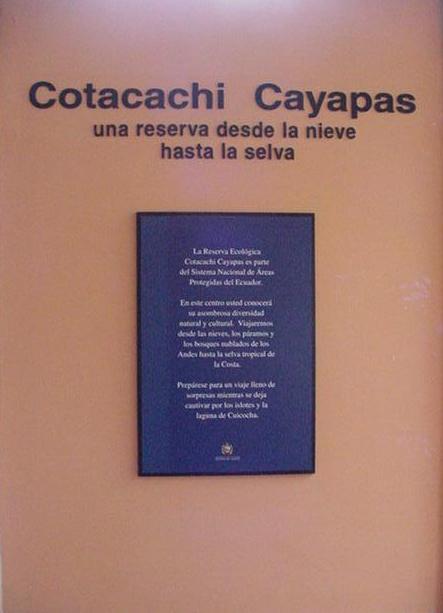 Cotacachi Cayapas
una reserva desde la nieve
hasta la selva
La Reserva Ecológica
Cotacachi Cayapas es parte
del Sistema Nacional de Áreas
Protegidas del Ecuador.
En este centro usted conocerá
su asombrosa diversidad
natural y cultural. Viajaremos
desde las nieves, los páramos y
los bosques nublados de los
Andes hasta la selva tropical de
la Costa.
Prepárese para un viaje lleno de
sorpresas mientras se deja
cautivar por los islotes y la
laguna de Cuicocha.